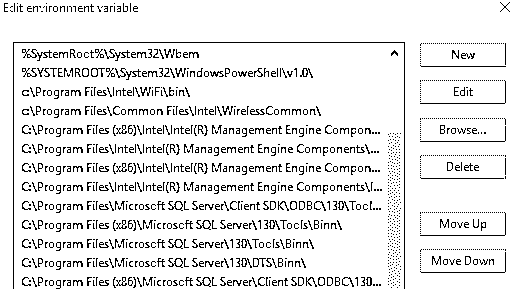 Edit environment variable
%SystemRoot%\System32\Wbem
%SYSTEMROOT%\System32\WindowsPowerShell\v1.0\
c:\Program Files\Intel\WiFi\bin\
c:\Program Files\Common Files\Intel\WirelessCommon\
C:\Program Files (x86)\Intel\Intel(R) Management Engine Compon...
C:\Program Files\Intel\Intel(R) Management Engine Components\...
C:\Program Files (x86)\Intel\Intel(R) Management Engine Compon...
C:\Program Files\Intel\Intel(R) Management Engine Components\I...
C:\Program Files\Microsoft SQL Server\Client SDK\ODBC\130\Tool...
C:\Program Files (x86)\Microsoft SQL Server\130\Tools\Binn\
C:\Program Files\Microsoft SQL Server\130\Tools\Binn\
C:\Program Files\Microsoft SQL Server\130\DTS\Binn\
C:\Program Files (x86)\Microsoft SQL Server\Client SDK\ODBC\130...
New
Edit
Browse...
Delete
Move Up
Move Down